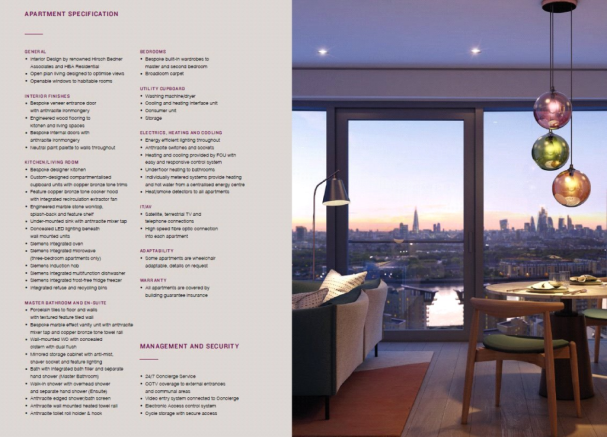 APARTMENT SPECIFICATION
GENERAL
• Interior Design by renowned Hirsch Bedner
Associates and HBA Residential
• Open plan living designed to optimise views
• Openable windows to habitable rooms
INTERIOR FINISHES
• Bespoke veneer entrance door
with anthracite ironmongery
• Engineered wood flooring to
kitchen and living spaces
• Bespoke internal doors with
anthracite ironmongery
• Neutral paint palette to walls throughout
KITCHEN/LIVING ROOM
• Bespoke designer kitchen
• Custom-designed compartmentalised
cupboard units with copper bronze tone trims
• Feature copper bronze tone cooker hood
with integrated recirculation extractor fan
• Engineered marble stone worktop,
splash-back and feature shelf
• Under-mounted sink with anthracite mixer tap
• Concealed LED lighting beneath
wall mounted units
• Siemens integrated oven
• Siemens integrated microwave
(three-bedroom apartments only)
• Siemens induction hob
• Siemens integrated multifunction dishwasher
• Siemens integrated frost-free fridge freezer
• Integrated refuse and recycling bins
MASTER BATHROOM AND EN-SUITE
• Porcelain tiles to floor and walls
with textured feature tiled wall
• Bespoke marble effect vanity unit with anthracite
mixer tap and copper bronze tone towel rail
• Wall-mounted WC with concealed
cistern with dual flush
• Mirrored storage cabinet with anti-mist,
shaver socket and feature lighting
• Bath with integrated bath filler and separate
hand shower (Master Bathroom)
• Walk-in shower with overhead shower
and separate hand shower (Ensuite)
• Anthracite edged shower/bath screen
• Anthracite wall mounted heated towel rail
• Anthracite toilet roll holder & hook
BEDROOMS
• Bespoke built-in wardrobes to
master and second bedroom
• Broadloom carpet
UTILITY CUPBOARD
• Washing machine/dryer
• Cooling and heating interface unit
• Consumer unit
• Storage
ELECTRICS, HEATING AND COOLING
• Energy efficient lighting throughout
• Anthracite switches and sockets
• Heating and cooling provided by FCU with
easy and responsive control system
• Underfloor heating to bathrooms
• Individually metered systems provide heating
and hot water from a centralised energy centre
• Heat/smoke detectors to all apartments
IT/AV
• Satellite, terrestrial TV and
telephone connections
• High speed fibre optic connection
into each apartment
ADAPTABILITY
• Some apartments are wheelchair
adaptable, details on request
WARRANTY
• All apartments are covered by
building guarantee insurance
MANAGEMENT AND SECURITY
• 24/7 Concierge Service
• CCTV coverage to external entrances
and communal areas
• Video entry system connected to Concierge
• Electronic Access control system
• Cycle storage with secure access